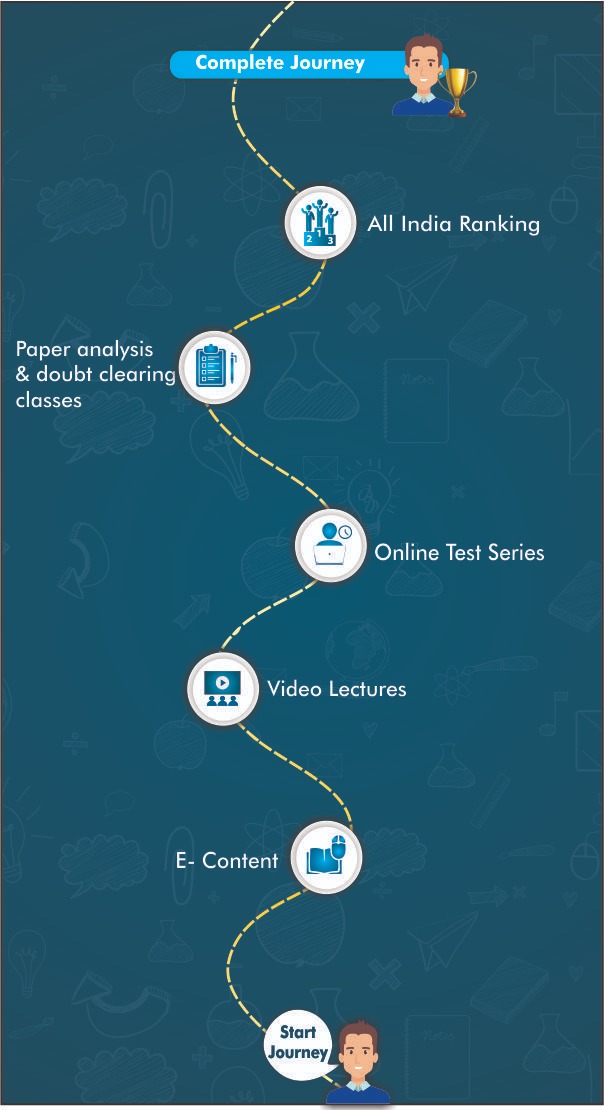 Complete Journey
2 1 3
All India Ranking
Paper analysis
& doubt clearing
classes
Online Test Series
Video Lectures
E- Content
Start
Journey